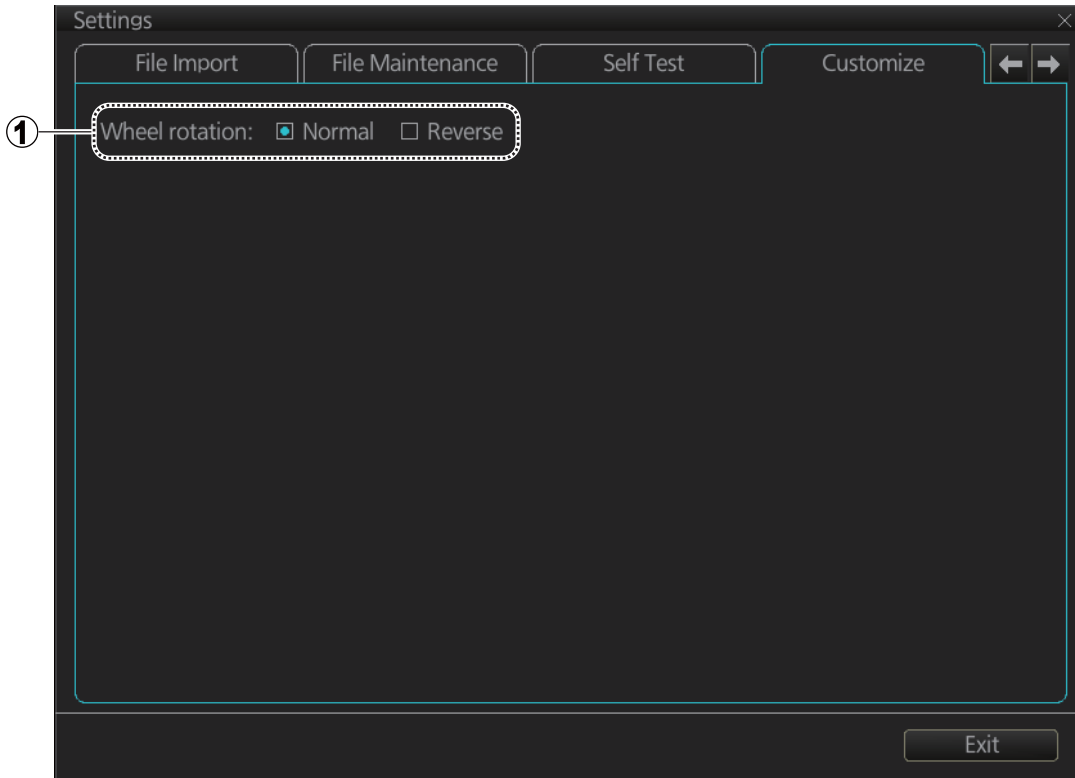 Settings
File Import File Maintenance Self Test Customize
1 Wheel rotation: Normal Reverse
Exit